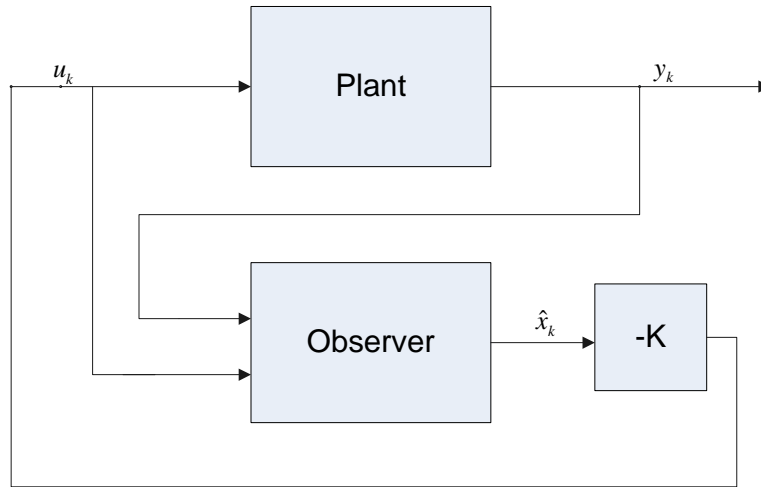 u_k
Plant
y_k
Observer
x̂_k
-K